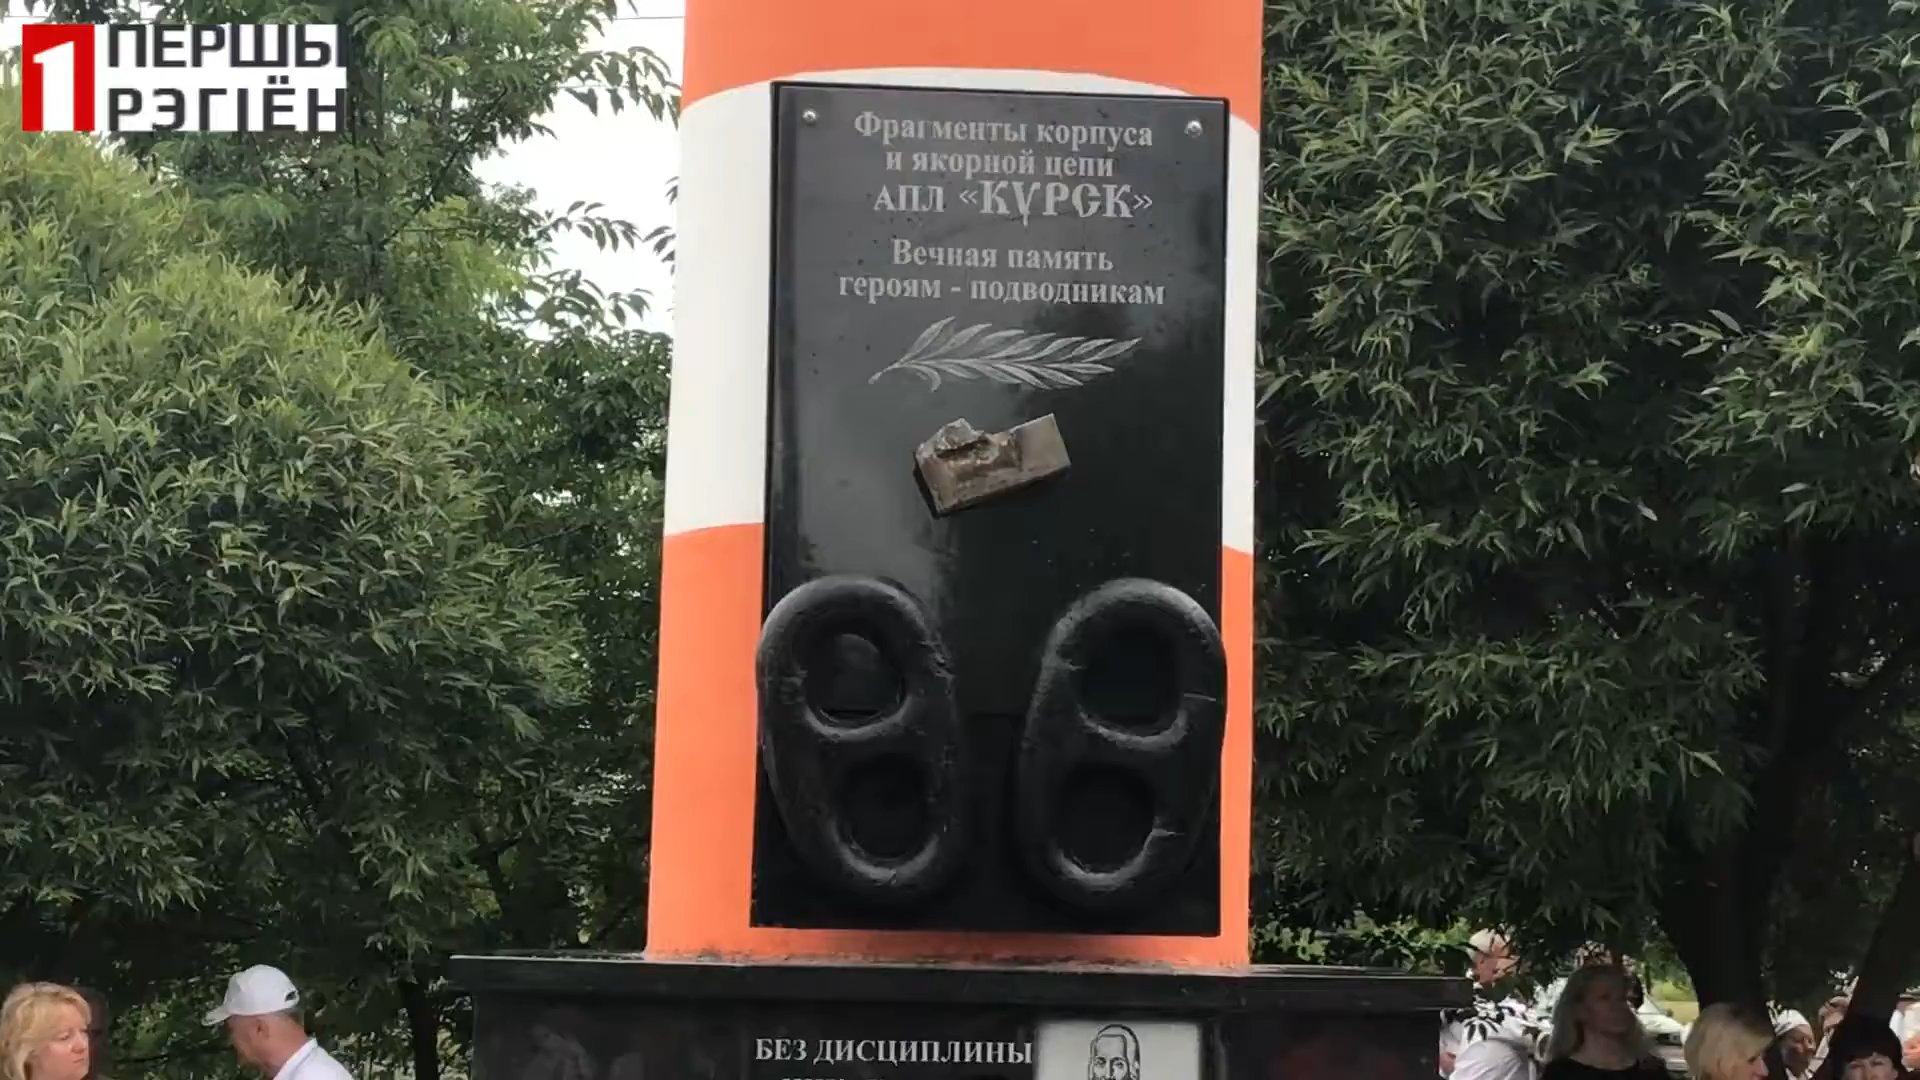 1 ПЕРШЫ
РЭГІЁН
Фрагменты корпуса
и якорной цепи
АПЛ «КУРСК»
Вечная память
героям - подводникам
БЕЗ ДИСЦИПЛИНЫ